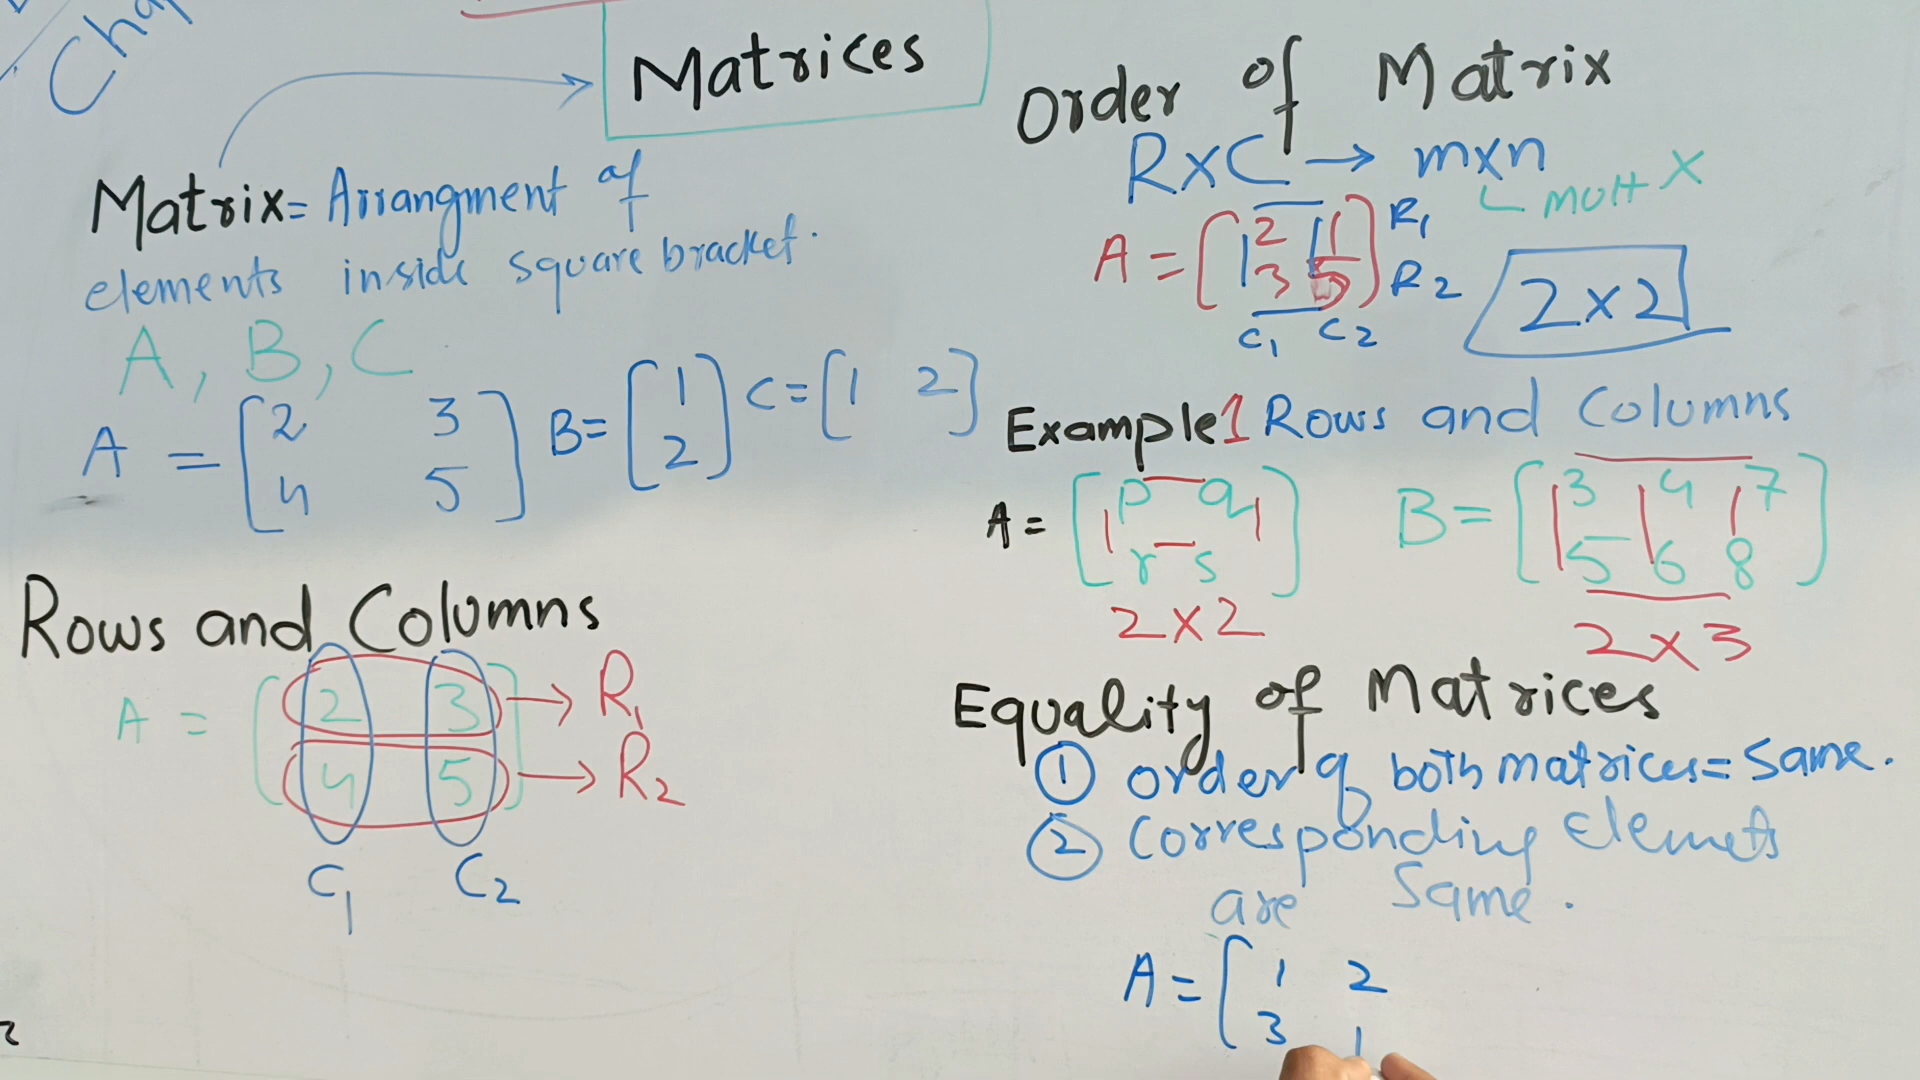 Cha
Matrices
Matrix = Arrangment of
elements inside square bracket.
A, B, C
A = [2 3
4 5] B = [1
2] C = [1 2]
Rows and Columns
A = [2 3] → R1
[4 5] → R2
C1 C2
Order of Matrix
R×C → m×n
mult X
A = [2 1] R1
[3 5] R2
C1 C2
2×2
Example 1 Rows and Columns
A = [p q
r s]
2×2
B = [3 4 7
5 6 8]
2×3
Equality of Matrices
① order of both matrices = Same.
② Corresponding Elemets
are Same.
A = [1 2
3 1